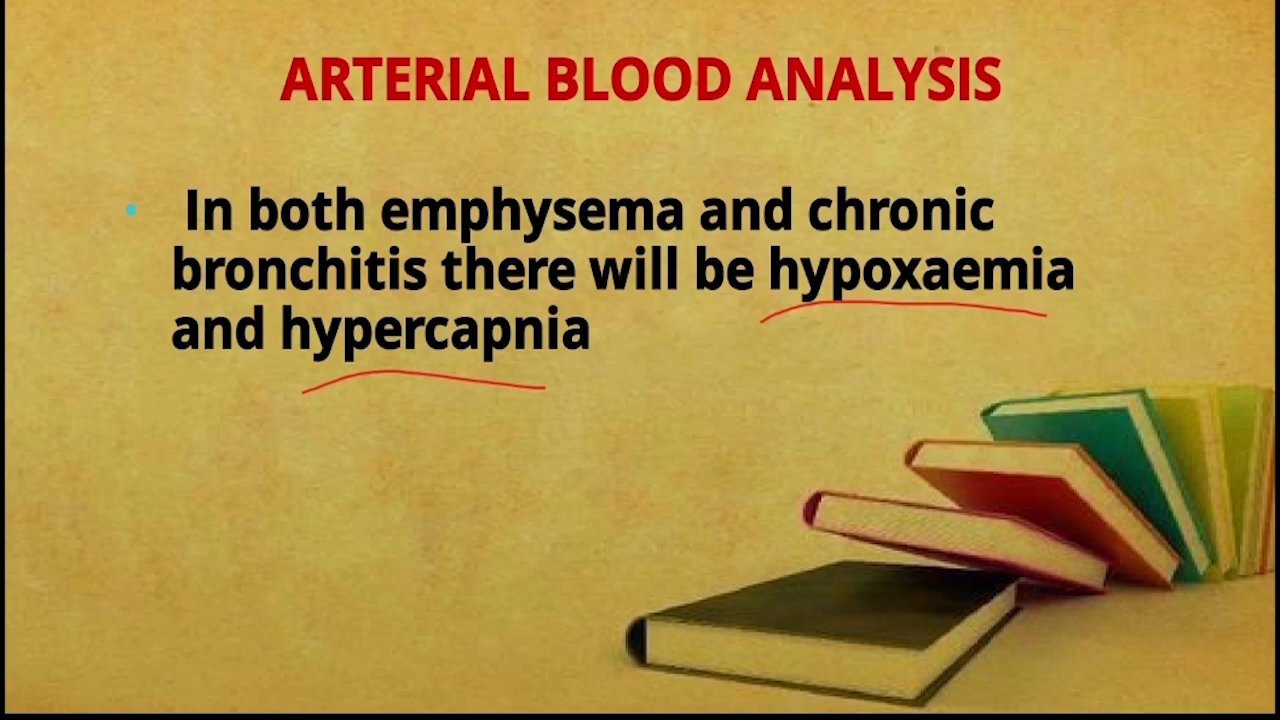 ARTERIAL BLOOD ANALYSIS
• In both emphysema and chronic
bronchitis there will be hypoxaemia
and hypercapnia